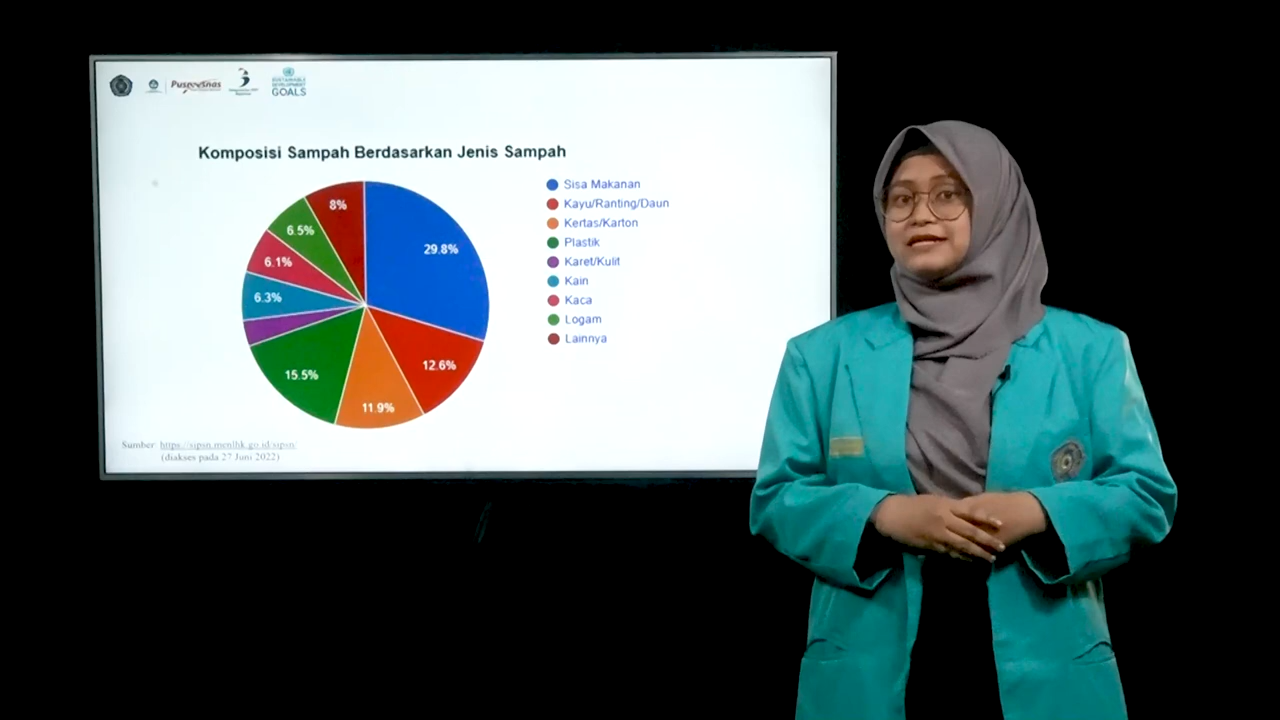 Puspresnas
SUSTAINABLE
DEVELOPMENT
GOALS
Komposisi Sampah Berdasarkan Jenis Sampah
8%
6.5%
29.8%
6.1%
6.3%
15.5%
12.6%
11.9%
Sisa Makanan
Kayu/Ranting/Daun
Kertas/Karton
Plastik
Karet/Kulit
Kain
Kaca
Logam
Lainnya
Sumber: https://sipsn.menlhk.go.id/sipsn/
(diakses pada 27 Juni 2022)